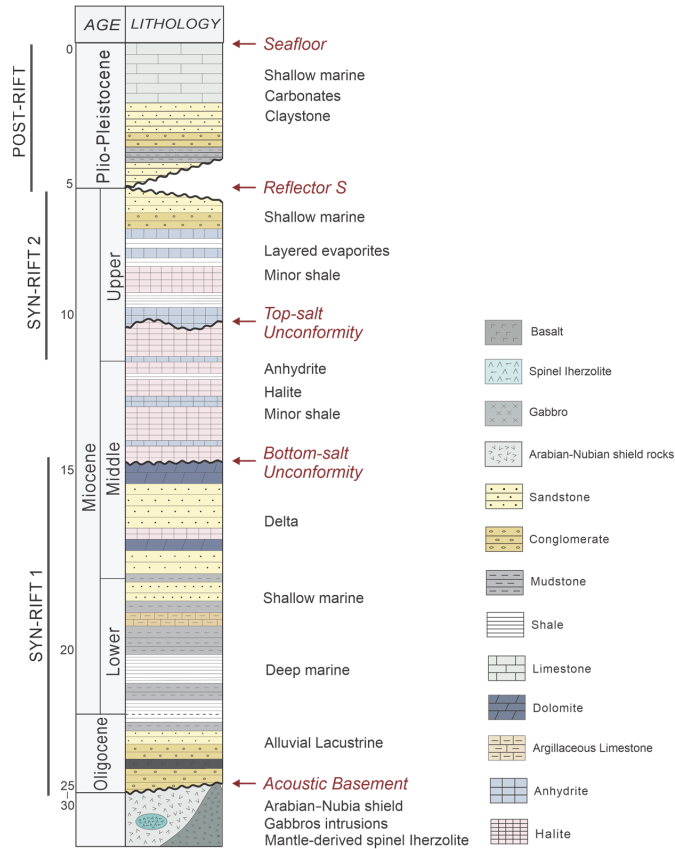 AGE
LITHOLOGY
0
5
10
15
20
25
30
POST-RIFT
SYN-RIFT 2
SYN-RIFT 1
Plio-Pleistocene
Miocene
Upper
Middle
Lower
Oligocene
Seafloor
Shallow marine
Carbonates
Claystone
Reflector S
Shallow marine
Layered evaporites
Minor shale
Top-salt
Unconformity
Anhydrite
Halite
Minor shale
Bottom-salt
Unconformity
Delta
Shallow marine
Deep marine
Alluvial Lacustrine
Acoustic Basement
Arabian–Nubia shield
Gabbros intrusions
Mantle-derived spinel lherzolite
Basalt
Spinel lherzolite
Gabbro
Arabian-Nubian shield rocks
Sandstone
Conglomerate
Mudstone
Shale
Limestone
Dolomite
Argillaceous Limestone
Anhydrite
Halite